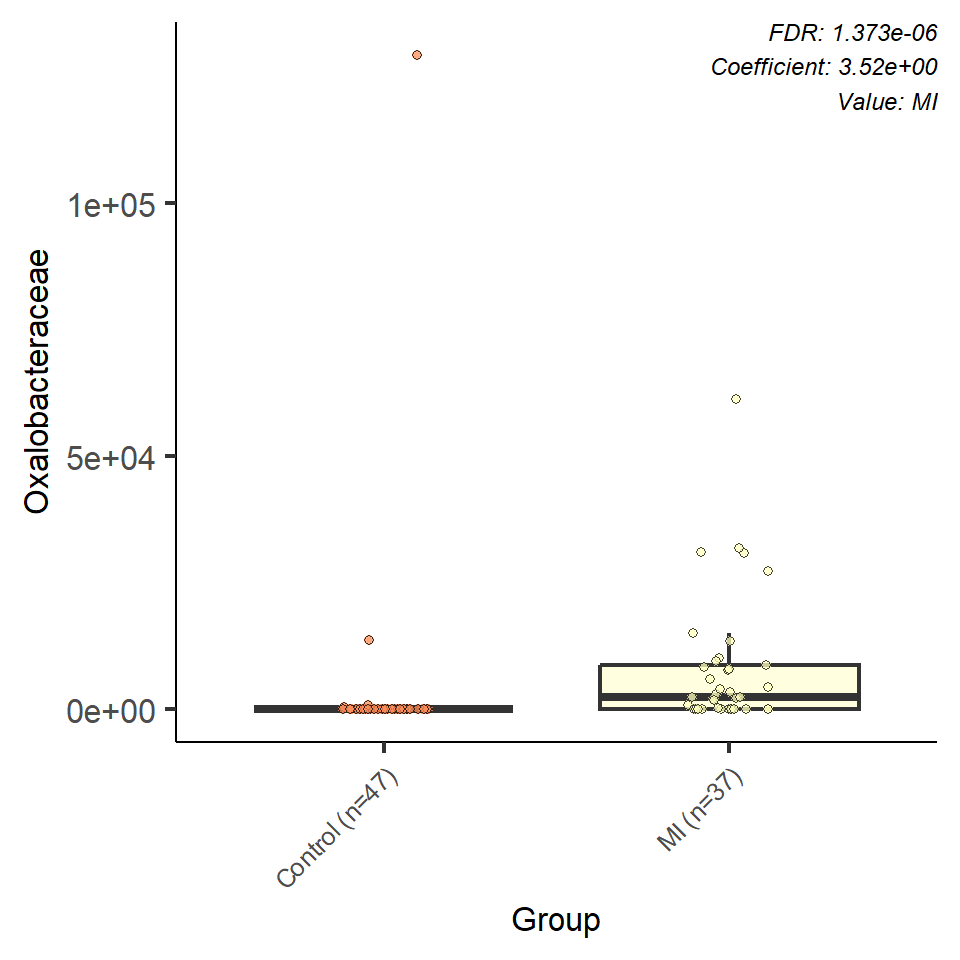 FDR: 1.373e-06
Coefficient: 3.52e+00
Value: MI
Oxalobacteraceae
1e+05
5e+04
0e+00
Control (n=47)
MI (n=37)
Group